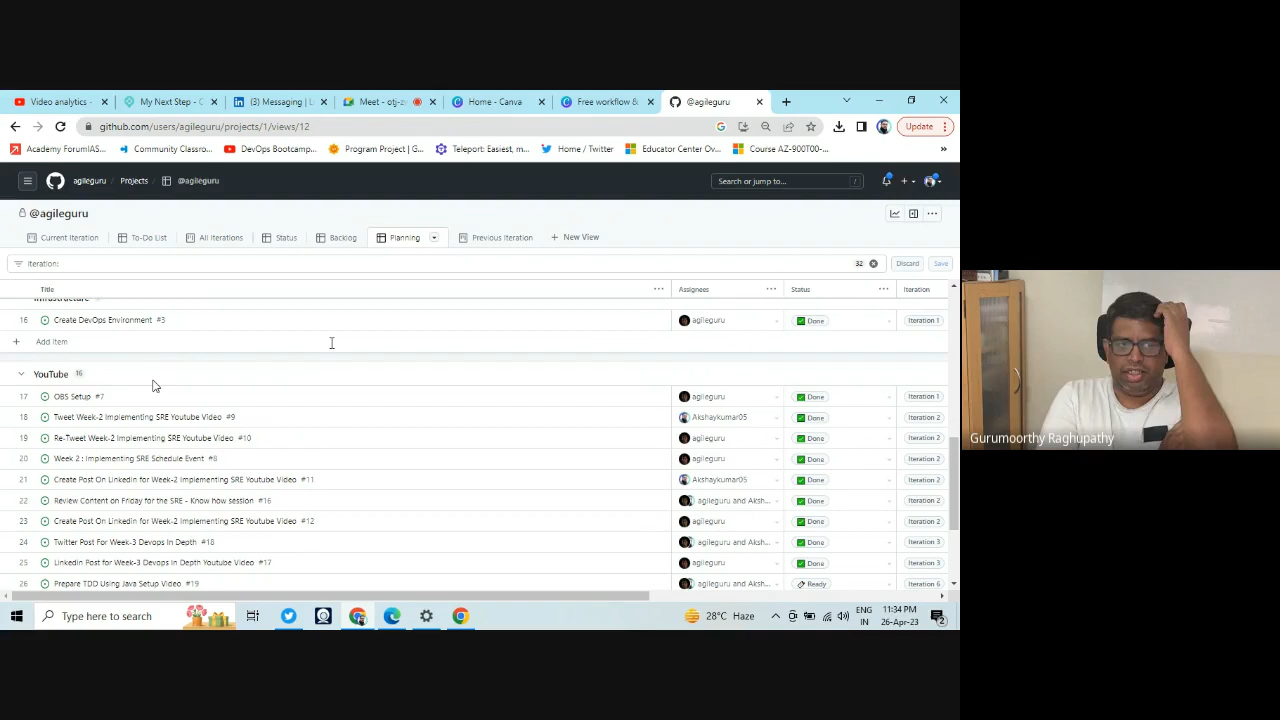 Video analytics -
My Next Step - C
(3) Messaging | L
Meet - otj-z
Home - Canva
Free workflow &
@agileguru
github.com/users/agileguru/projects/1/views/12
Update
Academy ForumIAS...
Community Classro...
DevOps Bootcamp...
Program Project | G...
Teleport: Easiest, m...
Home / Twitter
Educator Center Ov...
Course AZ-900T00-...
»
agileguru / Projects / @agileguru
Search or jump to... /
@agileguru
Current Iteration
To-Do List
All Iterations
Status
Backlog
Planning
Previous Iteration
+ New View
Iteration:
32
Discard
Save
Title
Assignees
Status
Iteration
Infrastructure
16 Create DevOps Environment #3 agileguru Done Iteration 1
+ Add Item
YouTube 16
17 OBS Setup #7 agileguru Done Iteration 1
18 Tweet Week-2 Implementing SRE Youtube Video #9 Akshaykumar05 Done Iteration 2
19 Re-Tweet Week-2 Implementing SRE Youtube Video #10 agileguru Done Iteration 2
20 Week 2 : Implementing SRE Schedule Event #8 agileguru Done Iteration 2
21 Create Post On Linkedin for Week-2 Implementing SRE Youtube Video #11 Akshaykumar05 Done Iteration 2
22 Review Content on Friday for the SRE - Know how session #16 agileguru and Aksh... Done Iteration 2
23 Create Post On Linkedin for Week-2 Implementing SRE Youtube Video #12 agileguru Done Iteration 2
24 Twitter Post For Week-3 Devops In Depth #18 agileguru and Aksh... Done Iteration 3
25 Linkedin Post for Week-3 Devops In Depth Youtube Video #17 agileguru Done Iteration 3
26 Prepare TDD Using Java Setup Video #19 agileguru and Aksh... Ready Iteration 6
Type here to search
28°C Haze
ENG
IN
11:34 PM
26-Apr-23
2
Gurumoorthy Raghupathy